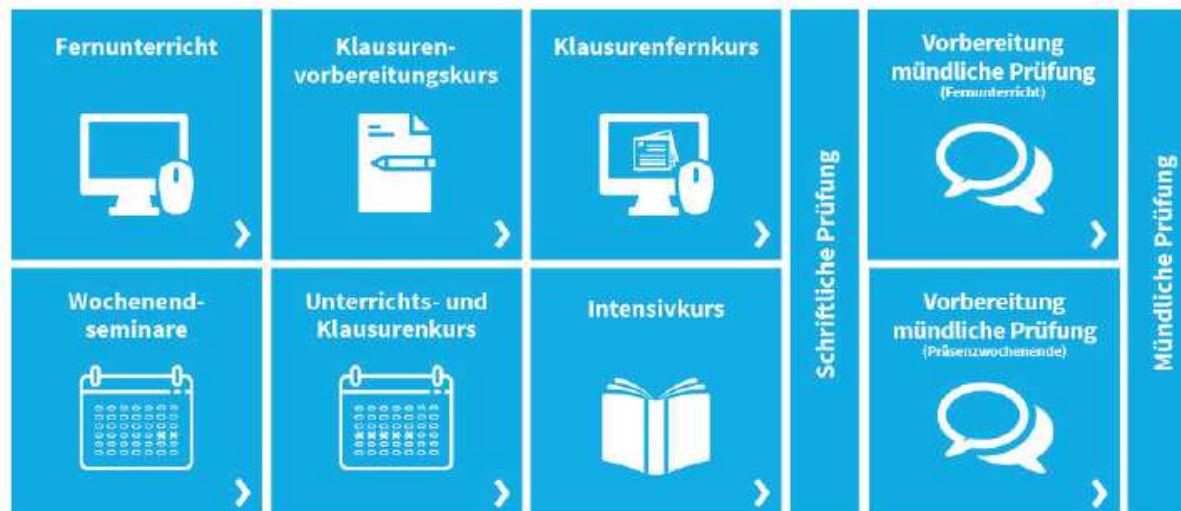 Fernunterricht
Klausuren-
vorbereitungskurs
Klausurenfernkurs
Schriftliche Prüfung
Vorbereitung
mündliche Prüfung
(Fernunterricht)
Mündliche Prüfung
Wochenend-
seminare
Unterrichts- und
Klausurenkurs
Intensivkurs
Vorbereitung
mündliche Prüfung
(Präsenzwochenende)